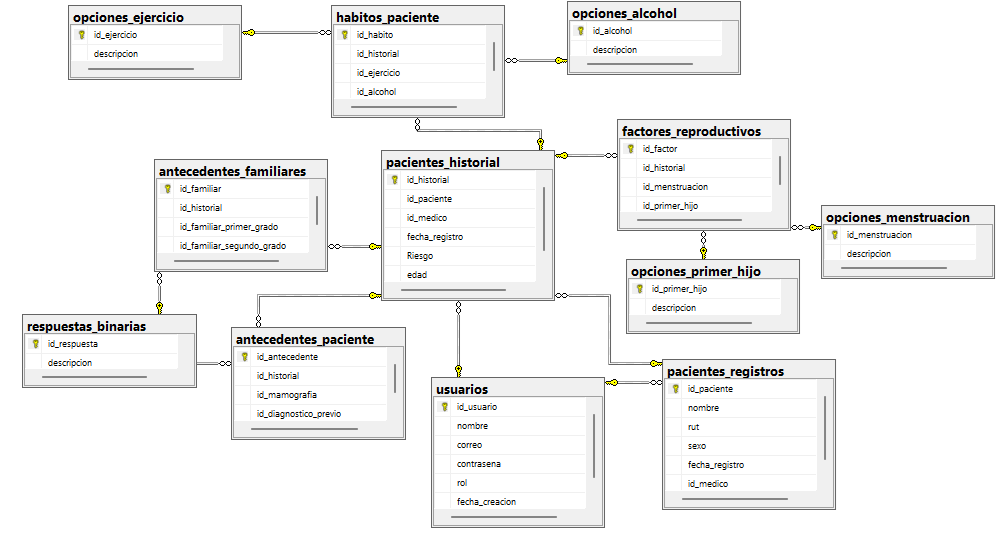 opciones_ejercicio
id_ejercicio
descripcion
habitos_paciente
id_habito
id_historial
id_ejercicio
id_alcohol
opciones_alcohol
id_alcohol
descripcion
factores_reproductivos
id_factor
id_historial
id_menstruacion
id_primer_hijo
pacientes_historial
id_historial
id_paciente
id_medico
fecha_registro
Riesgo
edad
antecedentes_familiares
id_familiar
id_historial
id_familiar_primer_grado
id_familiar_segundo_grado
opciones_menstruacion
id_menstruacion
descripcion
opciones_primer_hijo
id_primer_hijo
descripcion
respuestas_binarias
id_respuesta
descripcion
antecedentes_paciente
id_antecedente
id_historial
id_mamografia
id_diagnostico_previo
usuarios
id_usuario
nombre
correo
contrasena
rol
fecha_creacion
pacientes_registros
id_paciente
nombre
rut
sexo
fecha_registro
id_medico